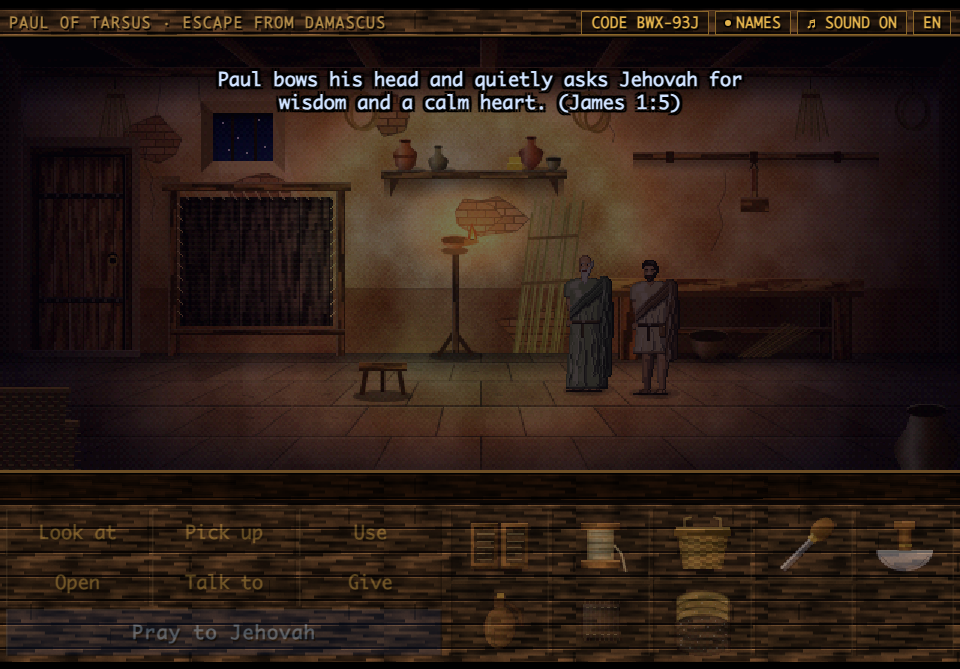 PAUL OF TARSUS · ESCAPE FROM DAMASCUS
CODE BWX-93J
NAMES
SOUND ON
EN
Paul bows his head and quietly asks Jehovah for
wisdom and a calm heart. (James 1:5)
Look at
Pick up
Use
Open
Talk to
Give
Pray to Jehovah